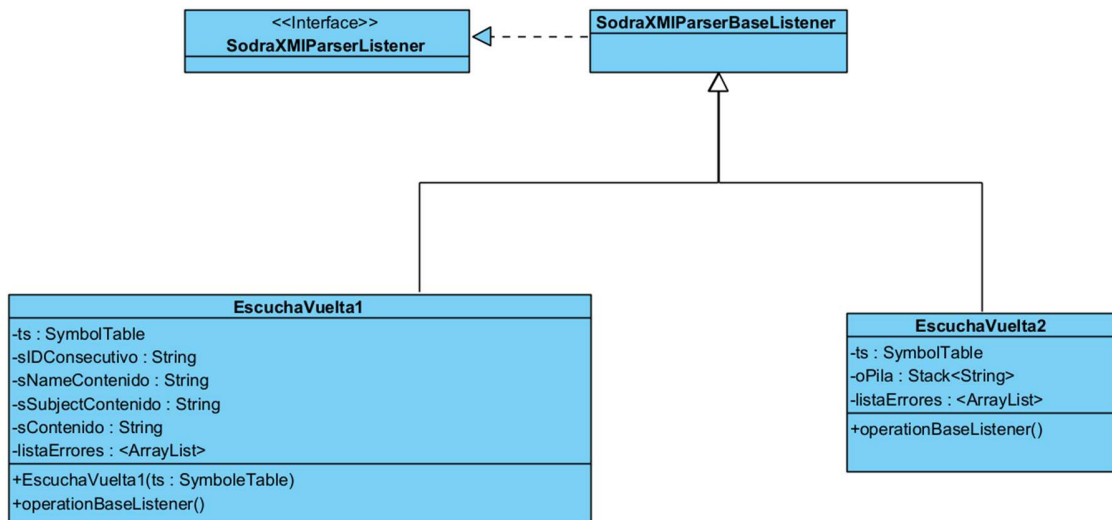 <<Interface>>
SodraXMIParserListener
SodraXMIParserBaseListener
EscuchaVuelta1
-ts : SymbolTable
-sIDConsecutivo : String
-sNameContenido : String
-sSubjectContenido : String
-sContenido : String
-listaErrores : <ArrayList>
+EscuchaVuelta1(ts : SymboleTable)
+operationBaseListener()
EscuchaVuelta2
-ts : SymbolTable
-oPila : Stack<String>
-listaErrores : <ArrayList>
+operationBaseListener()